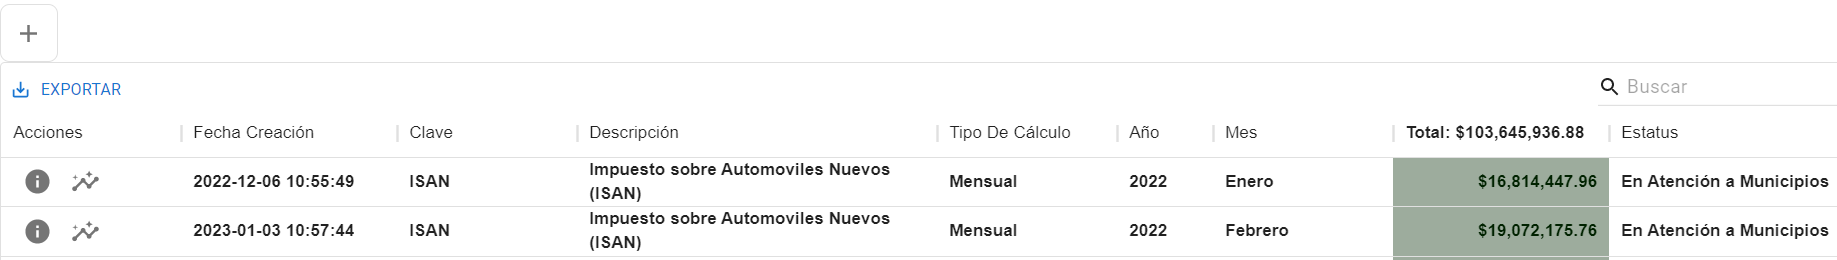 EXPORTAR
Buscar
Acciones Fecha Creación Clave Descripción Tipo De Cálculo Año Mes Total: $103,645,936.88 Estatus
2022-12-06 10:55:49 ISAN Impuesto sobre Automoviles Nuevos (ISAN) Mensual 2022 Enero $16,814,447.96 En Atención a Municipios
2023-01-03 10:57:44 ISAN Impuesto sobre Automoviles Nuevos (ISAN) Mensual 2022 Febrero $19,072,175.76 En Atención a Municipios